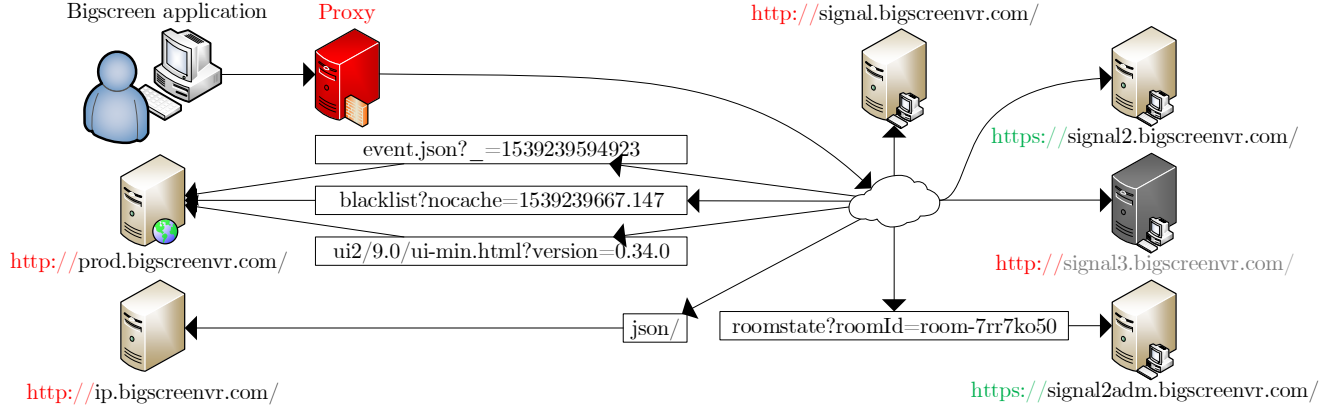 Bigscreen application
Proxy
http://signal.bigscreenvr.com/
https://signal2.bigscreenvr.com/
event.json?_=1539239594923
blacklist?nocache=1539239667.147
ui2/9.0/ui-min.html?version=0.34.0
http://prod.bigscreenvr.com/
http://signal3.bigscreenvr.com/
json/
roomstate?roomId=room-7rr7ko50
http://ip.bigscreenvr.com/
https://signal2adm.bigscreenvr.com/